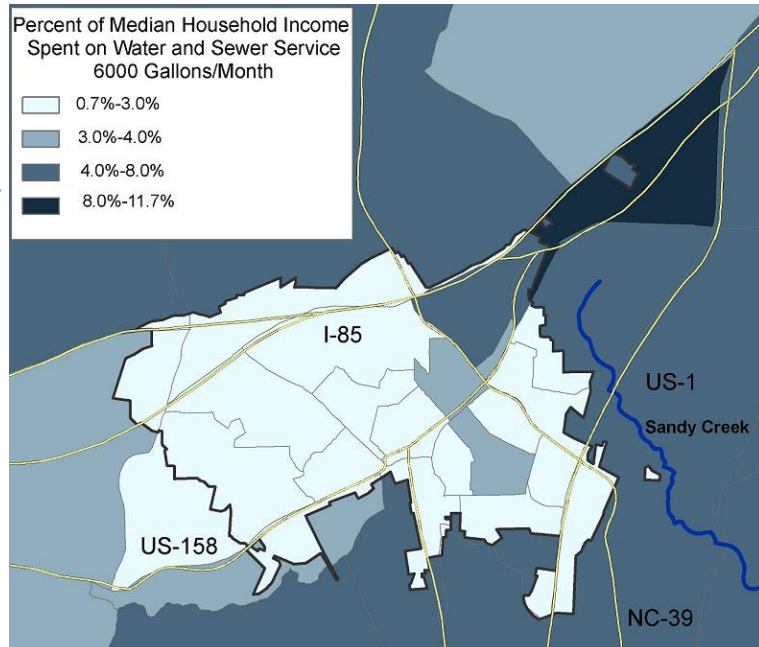 Percent of Median Household Income
Spent on Water and Sewer Service
6000 Gallons/Month
0.7%-3.0%
3.0%-4.0%
4.0%-8.0%
8.0%-11.7%
I-85
US-1
Sandy Creek
US-158
NC-39